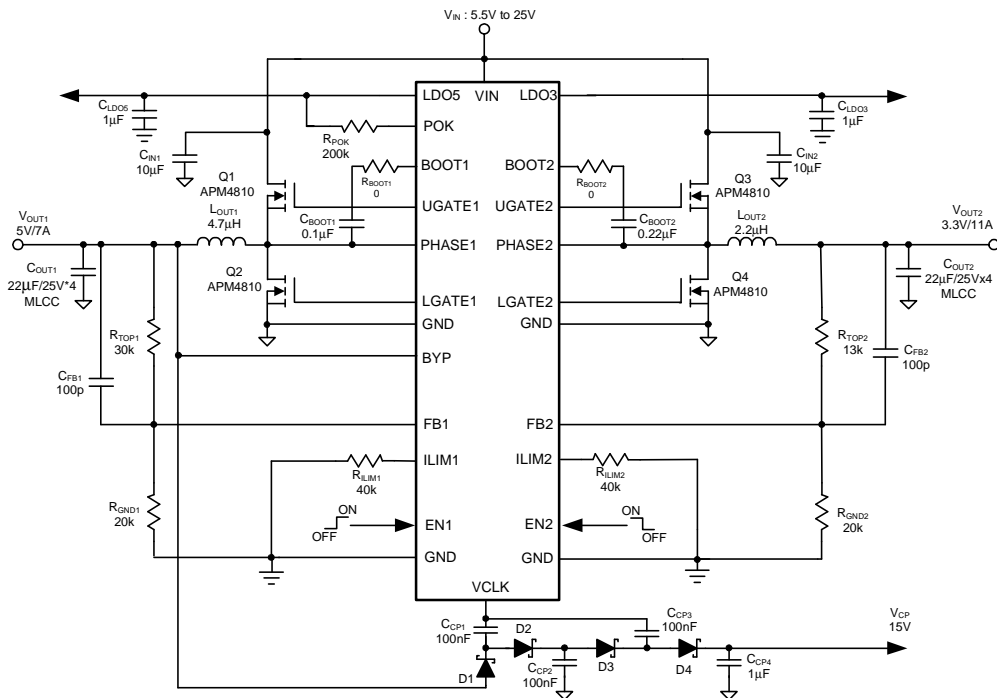 V_IN : 5.5V to 25V
LDO5
VIN
LDO3
C_LDO5
1µF
C_LDO3
1µF
POK
R_POK
200k
C_IN1
10µF
C_IN2
10µF
BOOT1
BOOT2
R_BOOT1
0
R_BOOT2
0
Q1
APM4810
Q3
APM4810
UGATE1
UGATE2
L_OUT1
4.7µH
C_BOOT1
0.1µF
C_BOOT2
0.22µF
L_OUT2
2.2µH
V_OUT1
5V/7A
V_OUT2
3.3V/11A
PHASE1
PHASE2
C_OUT1
22µF/25V*4
MLCC
Q2
APM4810
Q4
APM4810
C_OUT2
22µF/25Vx4
MLCC
LGATE1
LGATE2
GND
GND
R_TOP1
30k
R_TOP2
13k
BYP
C_FB1
100p
C_FB2
100p
FB1
FB2
ILIM1
ILIM2
R_ILIM1
40k
R_ILIM2
40k
R_GND1
20k
R_GND2
20k
ON
OFF
EN1
EN2
ON
OFF
GND
GND
VCLK
C_CP1
100nF
D2
C_CP3
100nF
V_CP
15V
D1
C_CP2
100nF
D3
D4
C_CP4
1µF